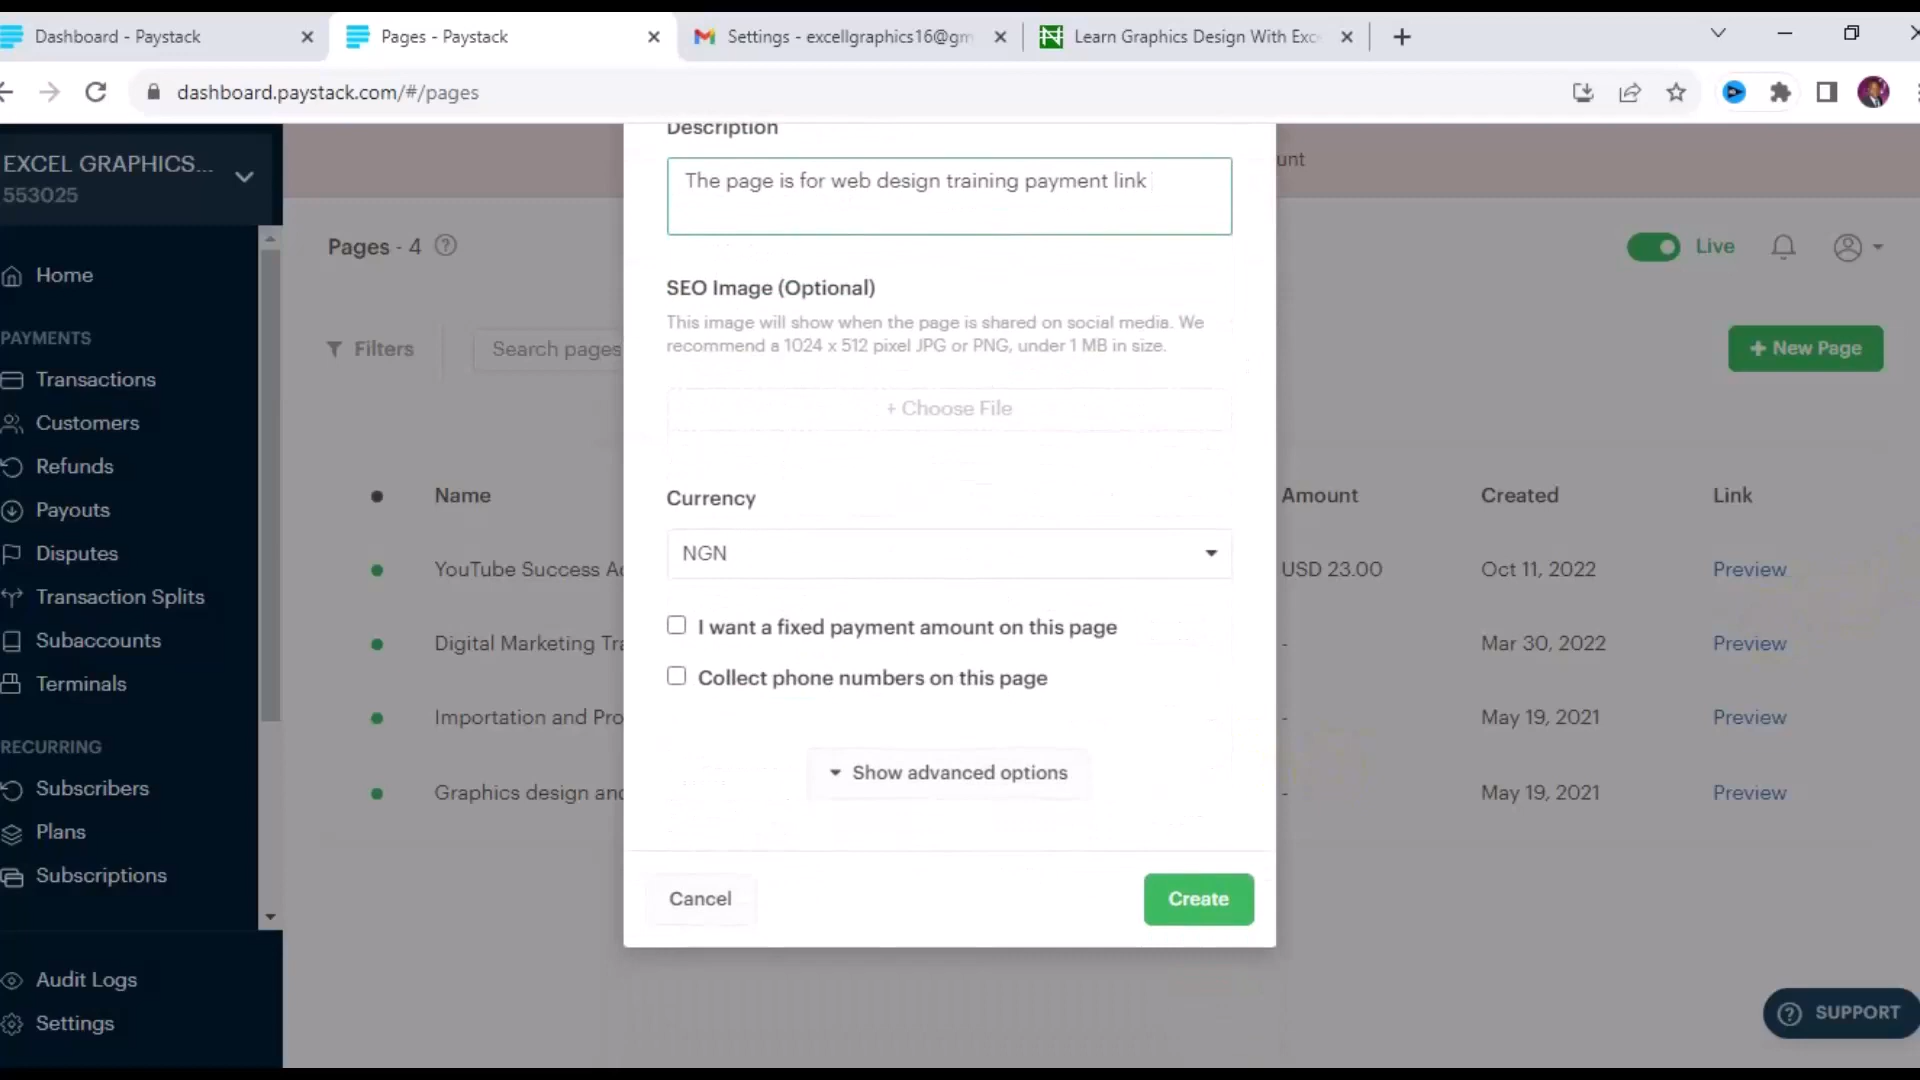 Dashboard - Paystack
Pages - Paystack
Settings - excellgraphics16@gm
Learn Graphics Design With Exc
dashboard.paystack.com/#/pages
EXCEL GRAPHICS...
553025
Home
PAYMENTS
Transactions
Customers
Refunds
Payouts
Disputes
Transaction Splits
Subaccounts
Terminals
RECURRING
Subscribers
Plans
Subscriptions
Audit Logs
Settings
unt
Pages - 4
Live
Filters
Search pages
+ New Page
Name
Amount
Created
Link
YouTube Success Ac
USD 23.00
Oct 11, 2022
Preview
Digital Marketing Tra
-
Mar 30, 2022
Preview
Importation and Pro
-
May 19, 2021
Preview
Graphics design and
-
May 19, 2021
Preview
Description
The page is for web design training payment link
SEO Image (Optional)
This image will show when the page is shared on social media. We
recommend a 1024 x 512 pixel JPG or PNG, under 1 MB in size.
+ Choose File
Currency
NGN
I want a fixed payment amount on this page
Collect phone numbers on this page
Show advanced options
Cancel
Create
SUPPORT